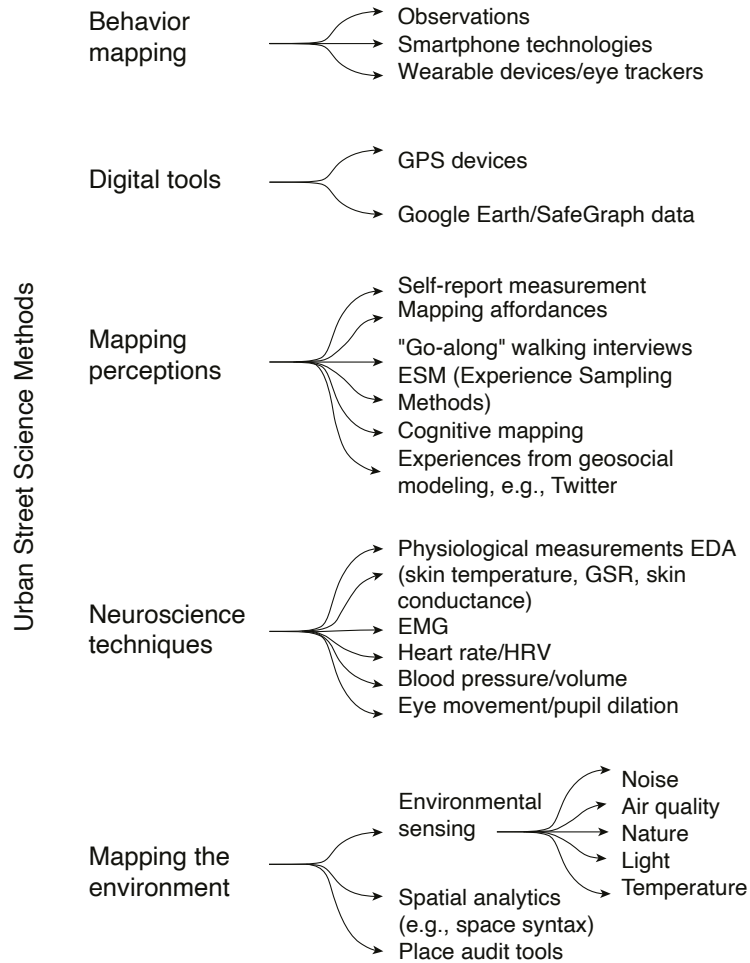 Urban Street Science Methods
Behavior
mapping
Observations
Smartphone technologies
Wearable devices/eye trackers
Digital tools
GPS devices
Google Earth/SafeGraph data
Mapping
perceptions
Self-report measurement
Mapping affordances
"Go-along" walking interviews
ESM (Experience Sampling
Methods)
Cognitive mapping
Experiences from geosocial
modeling, e.g., Twitter
Neuroscience
techniques
Physiological measurements EDA
(skin temperature, GSR, skin
conductance)
EMG
Heart rate/HRV
Blood pressure/volume
Eye movement/pupil dilation
Mapping the
environment
Environmental
sensing
Noise
Air quality
Nature
Light
Temperature
Spatial analytics
(e.g., space syntax)
Place audit tools